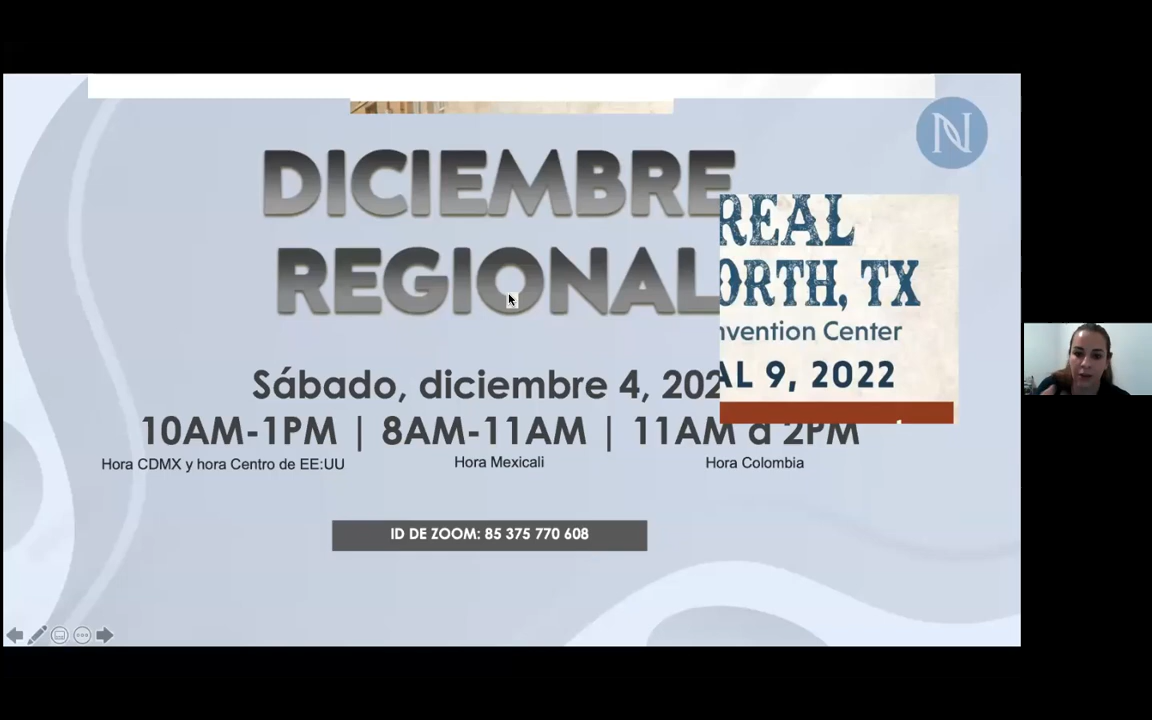 N
DICIEMBRE
REGIONAL
REAL
ORTH, TX
nvention Center
AL 9, 2022
Sábado, diciembre 4, 202
10AM-1PM | 8AM-11AM | 11AM a 2PM
Hora CDMX y hora Centro de EE:UU
Hora Mexicali
Hora Colombia
ID DE ZOOM: 85 375 770 608